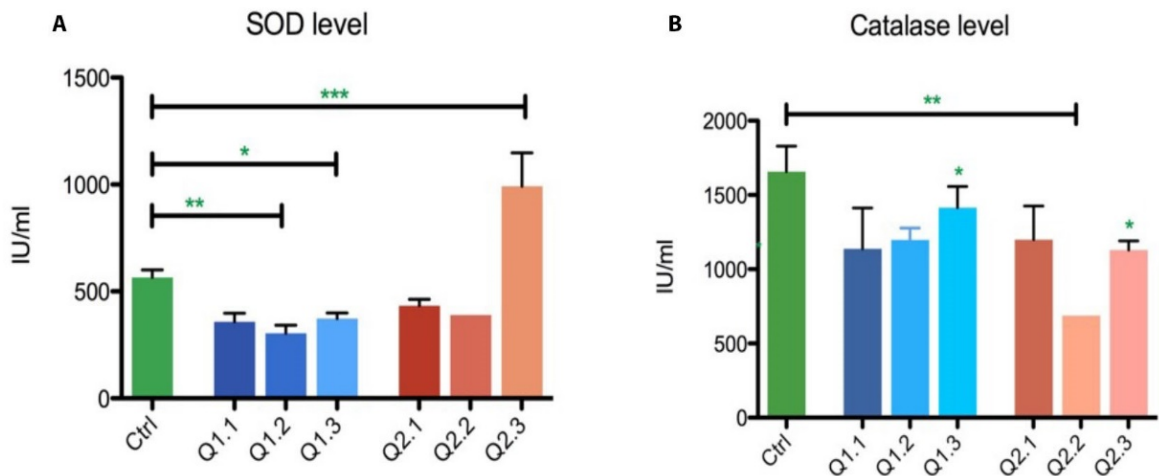 A
SOD level
IU/ml
1500
1000
500
0
***
*
**
Ctrl
Q1.1
Q1.2
Q1.3
Q2.1
Q2.2
Q2.3
B
Catalase level
IU/ml
2000
1500
1000
500
0
**
*
*
*
Ctrl
Q1.1
Q1.2
Q1.3
Q2.1
Q2.2
Q2.3